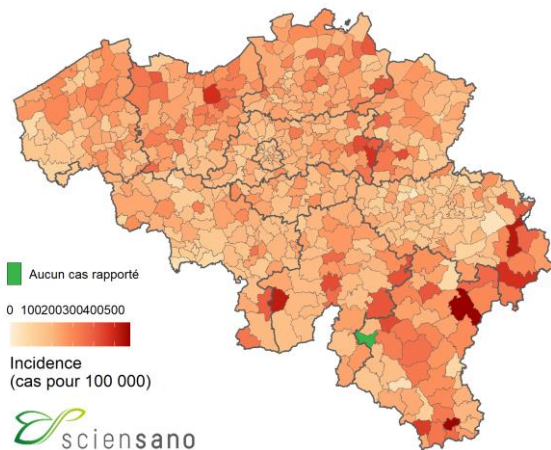 Aucun cas rapporté
0 100200300400500
Incidence
(cas pour 100 000)
sciensano